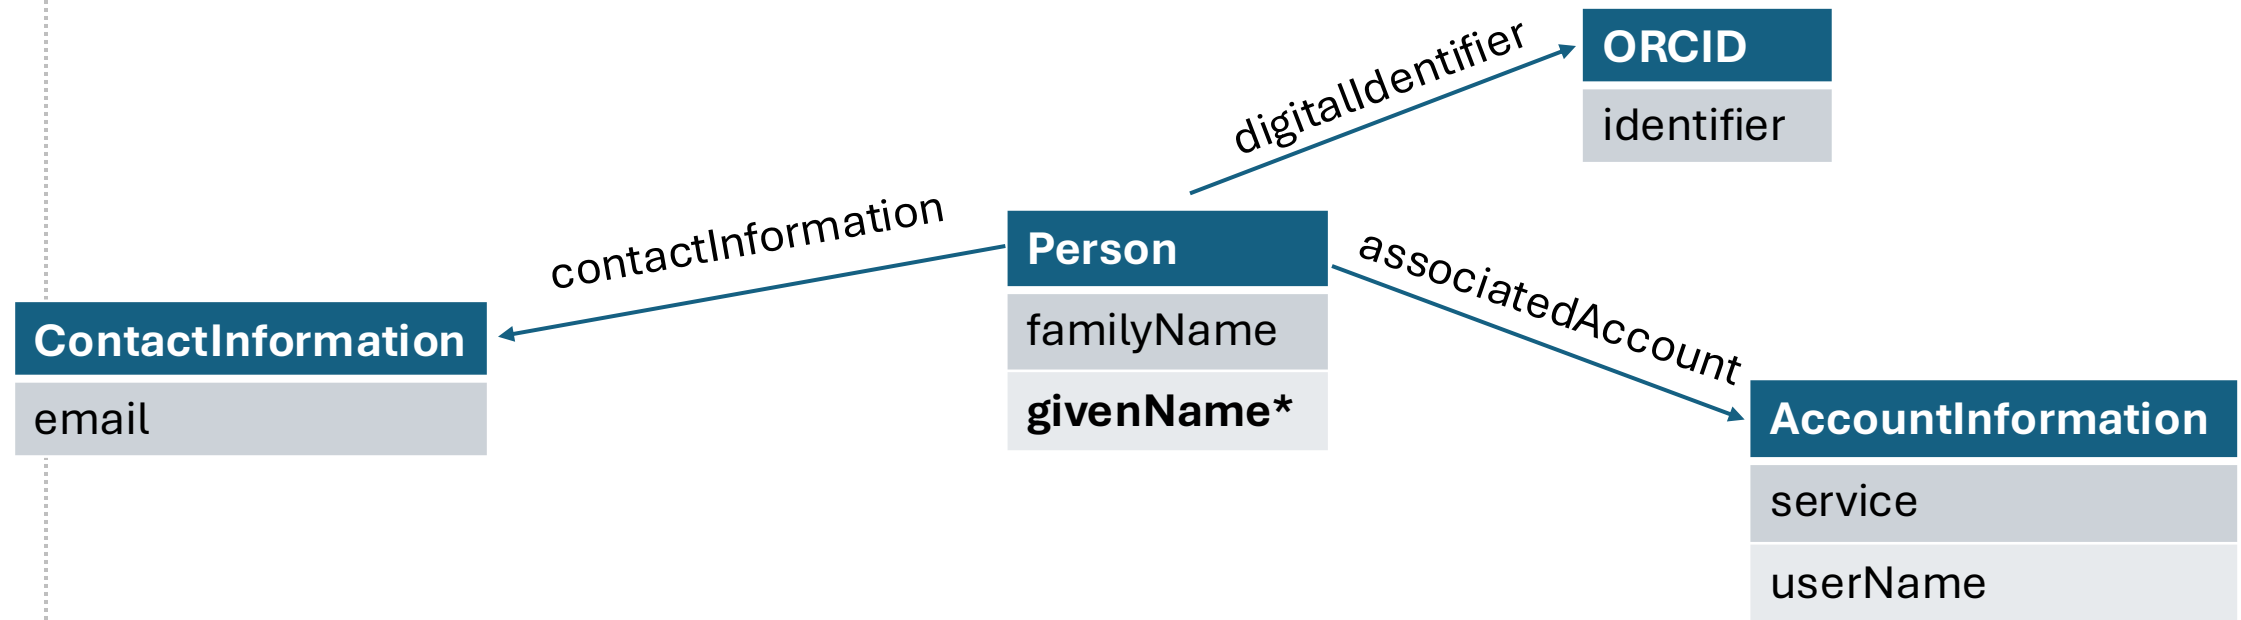 digitalIdentifier
ORCID
identifier
contactInformation
Person
familyName
givenName*
associatedAccount
ContactInformation
email
AccountInformation
service
userName